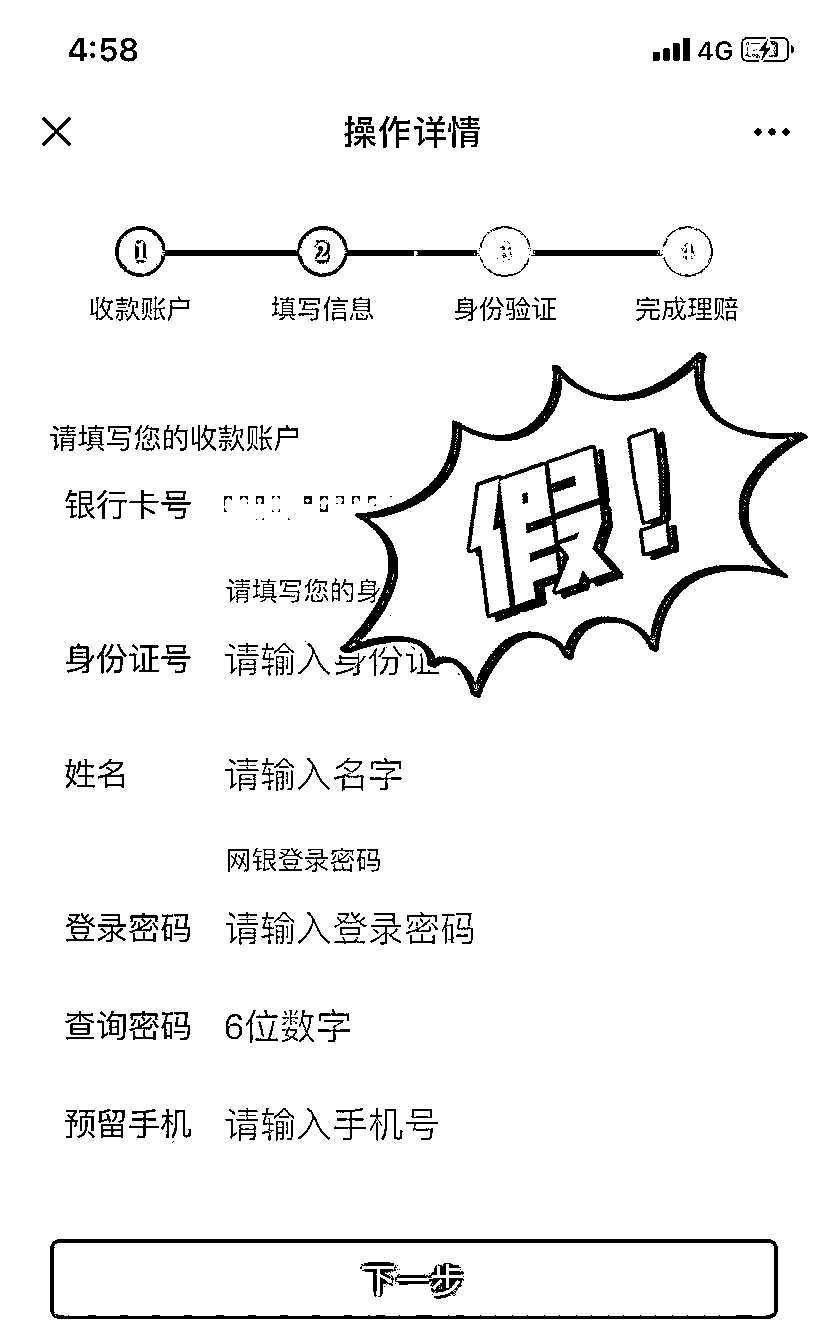 4:58
4G
操作详情
1 2 3 4
收款账户 填写信息 身份验证 完成理赔
请填写您的收款账户
假!
银行卡号
请填写您的身
身份证号 请输入身份证
姓名 请输入名字
网银登录密码
登录密码 请输入登录密码
查询密码 6位数字
预留手机 请输入手机号
下一步